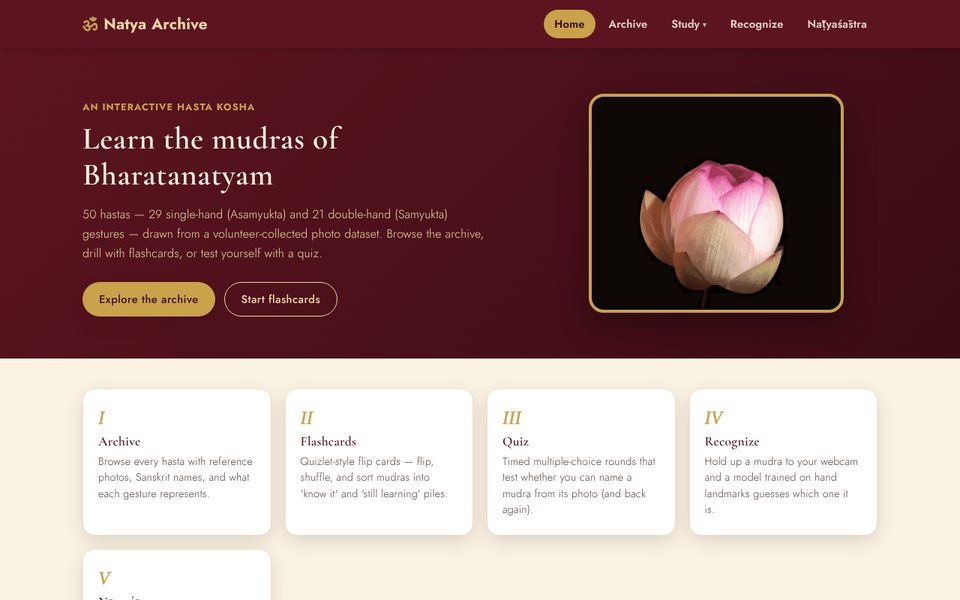 ॐ Natya Archive
Home
Archive
Study ▾
Recognize
Nāṭyaśāstra
AN INTERACTIVE HASTA KOSHA
Learn the mudras of
Bharatanatyam
50 hastas — 29 single-hand (Asamyukta) and 21 double-hand (Samyukta)
gestures — drawn from a volunteer-collected photo dataset. Browse the archive,
drill with flashcards, or test yourself with a quiz.
Explore the archive
Start flashcards
I
Archive
Browse every hasta with reference
photos, Sanskrit names, and what
each gesture represents.
II
Flashcards
Quizlet-style flip cards — flip,
shuffle, and sort mudras into
'know it' and 'still learning' piles.
III
Quiz
Timed multiple-choice rounds that
test whether you can name a
mudra from its photo (and back
again).
IV
Recognize
Hold up a mudra to your webcam
and a model trained on hand
landmarks guesses which one it
is.
V